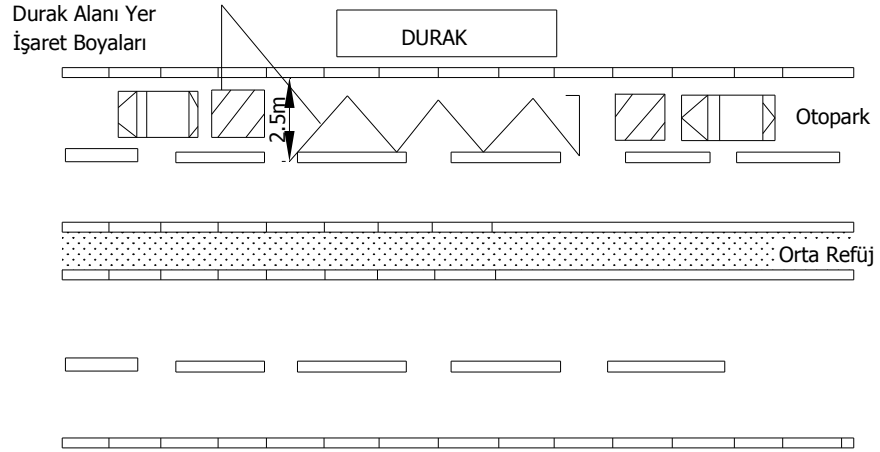 Durak Alanı Yer
İşaret Boyaları
DURAK
2.5m
Otopark
Orta Refüj